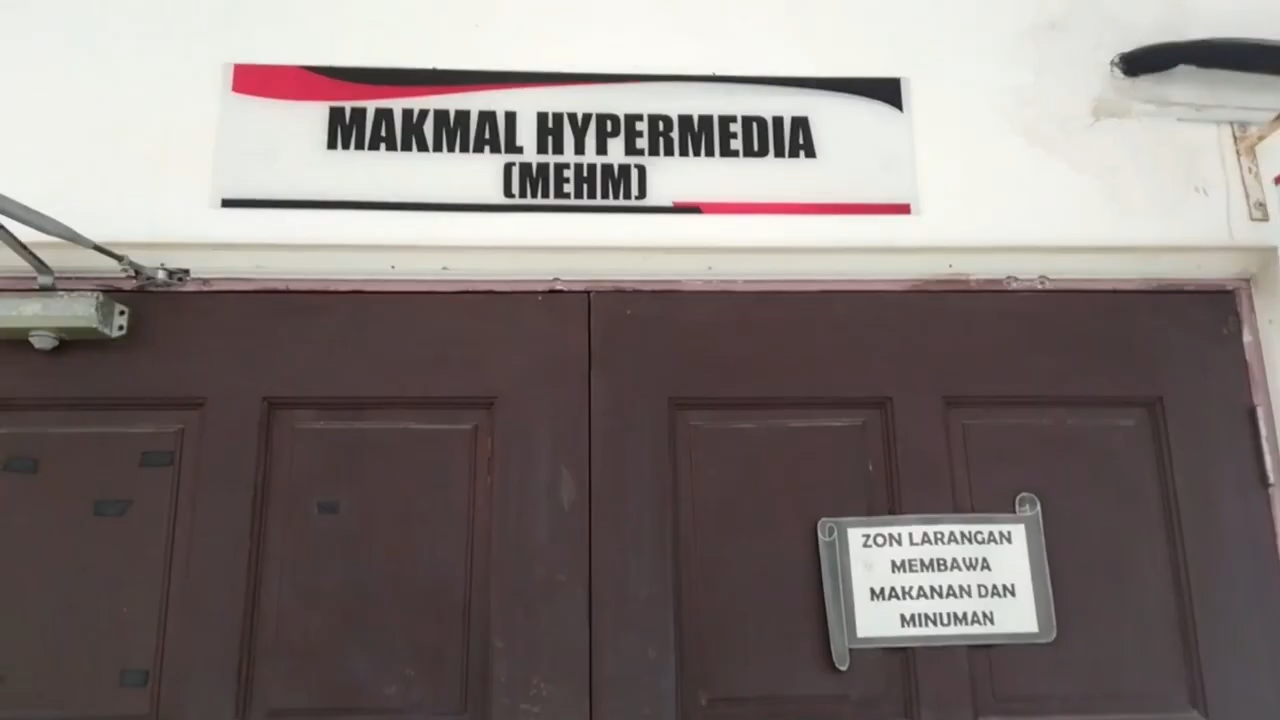 MAKMAL HYPERMEDIA
(MEHM)
ZON LARANGAN
MEMBAWA
MAKANAN DAN
MINUMAN